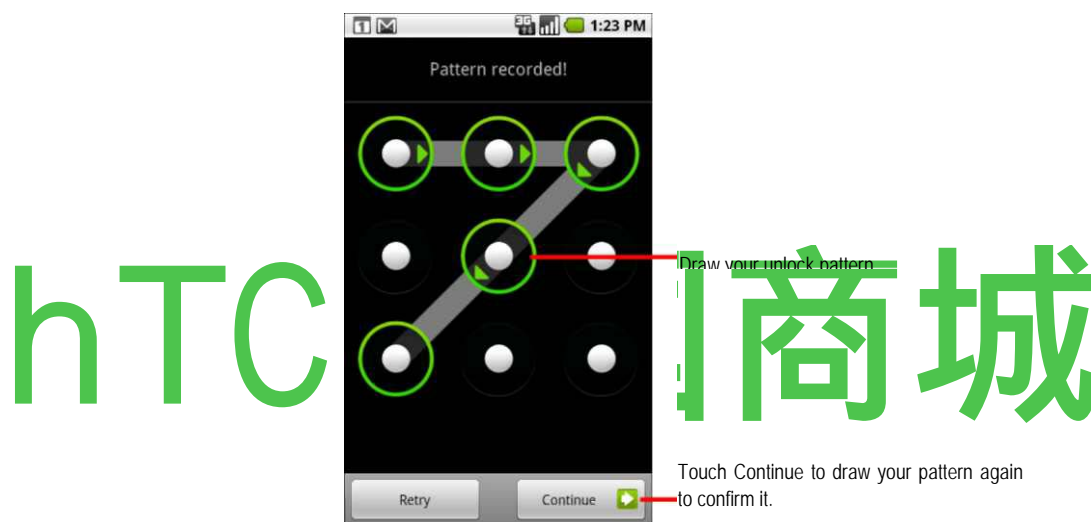 1:23 PM
Pattern recorded!
Draw your unlock pattern
hTC 商城
Touch Continue to draw your pattern again
to confirm it.
Retry
Continue